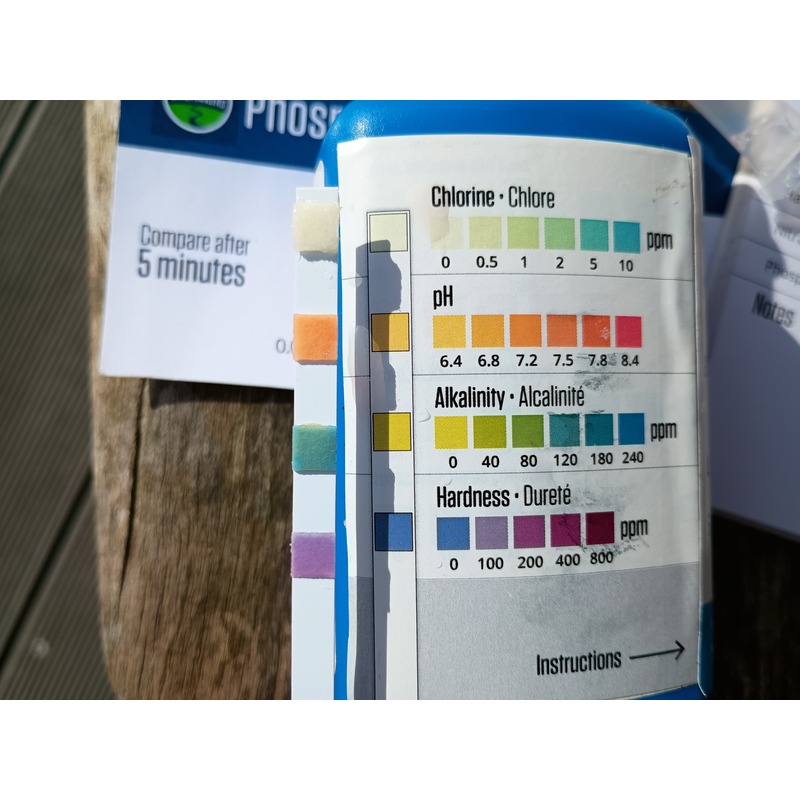 Phos
Compare after
5 minutes
0.0
Chlorine · Chlore
ppm
0 0.5 1 2 5 10
pH
6.4 6.8 7.2 7.5 7.8 8.4
Alkalinity · Alcalinité
ppm
0 40 80 120 180 240
Hardness · Dureté
ppm
0 100 200 400 800
Instructions
Notes